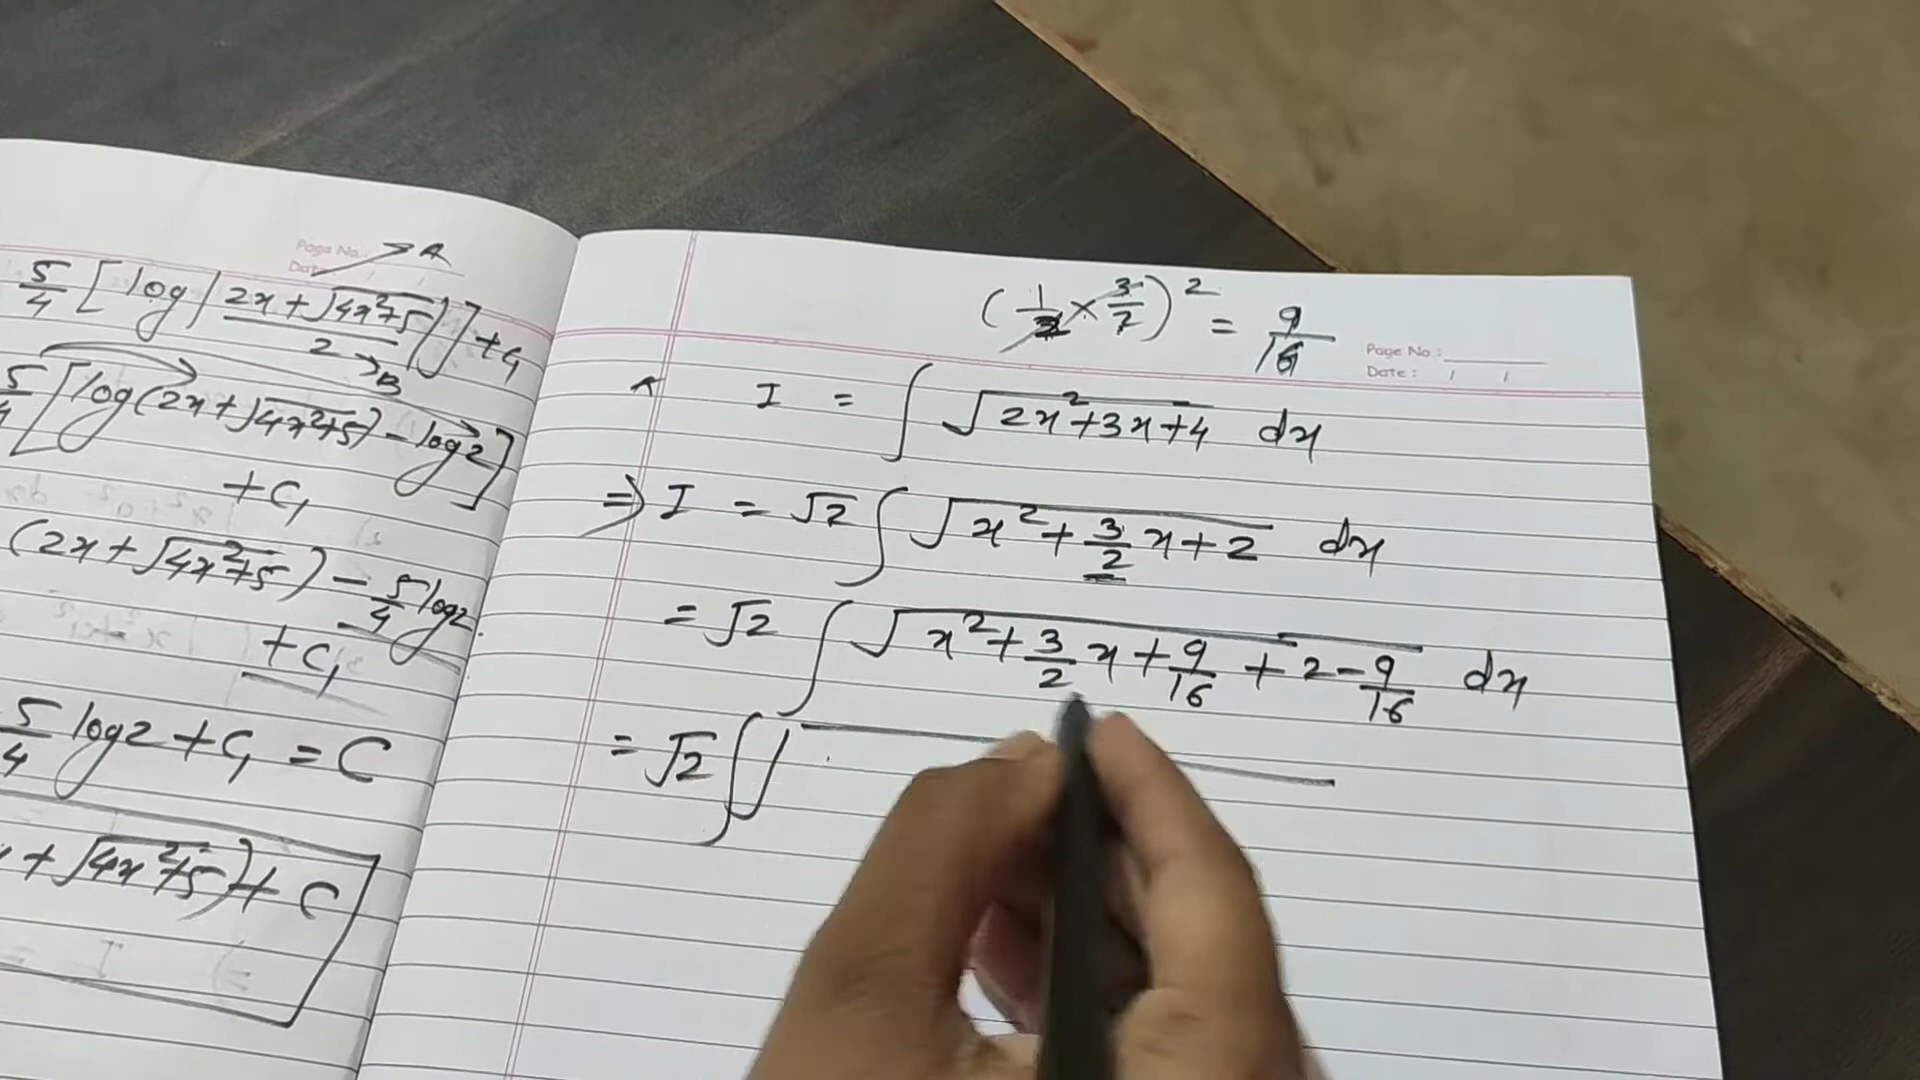 Page No. → A
Date / /
5/4 [ log | (2x + √(4x²+5))/2 | ] + C₁
→ B
5/4 [ log(2x + √(4x²+5)) - log2 ]
+ C₁
(2x + √(4x²+5)) - 5/4 log2
+ C₁
5/4 log2 + C₁ = C
+ √(4x²+5)) + C
(1/2 × 3/2)² = 9/16
Page No :
Date : / /
I = ∫ √(2x²+3x+4) dx
⇒ I = √2 ∫ √(x² + 3/2 x + 2) dx
= √2 ∫ √(x² + 3/2 x + 9/16 + 2 - 9/16) dx
= √2 ∫ √